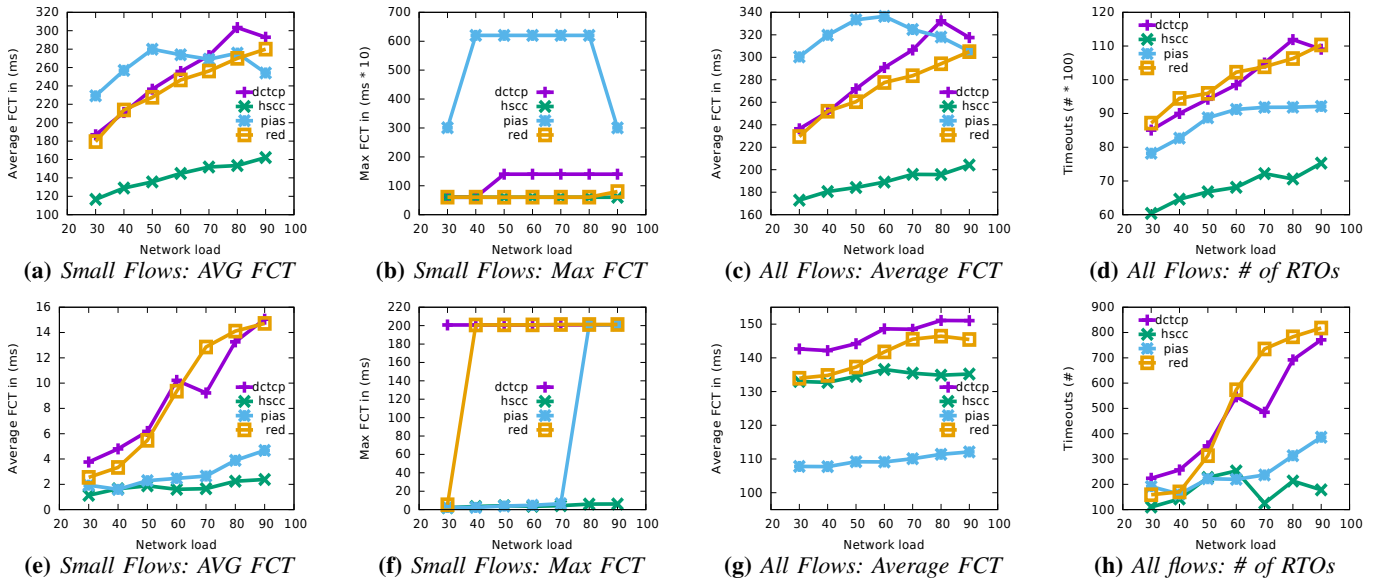 Average FCT in (ms)
320
300
280
260
240
220
200
180
160
140
120
100
20 30 40 50 60 70 80 90 100
Network load
dctcp
hscc
pias
red
(a) Small Flows: AVG FCT
Max FCT in (ms * 10)
700
600
500
400
300
200
100
0
20 30 40 50 60 70 80 90 100
Network load
dctcp
hscc
pias
red
(b) Small Flows: Max FCT
Average FCT in (ms)
340
320
300
280
260
240
220
200
180
160
20 30 40 50 60 70 80 90 100
Network load
dctcp
hscc
pias
red
(c) All Flows: Average FCT
Timeouts (# * 100)
120
110
100
90
80
70
60
20 30 40 50 60 70 80 90 100
Network load
dctcp
hscc
pias
red
(d) All Flows: # of RTOs
Average FCT in (ms)
16
14
12
10
8
6
4
2
0
20 30 40 50 60 70 80 90 100
Network load
dctcp
hscc
pias
red
(e) Small Flows: AVG FCT
Max FCT in (ms)
220
200
180
160
140
120
100
80
60
40
20
0
20 30 40 50 60 70 80 90 100
Network load
dctcp
hscc
pias
red
(f) Small Flows: Max FCT
Average FCT in (ms)
150
140
130
120
110
100
20 30 40 50 60 70 80 90 100
Network load
dctcp
hscc
pias
red
(g) All Flows: Average FCT
Timeouts (#)
900
800
700
600
500
400
300
200
100
20 30 40 50 60 70 80 90 100
Network load
dctcp
hscc
pias
red
(h) All flows: # of RTOs